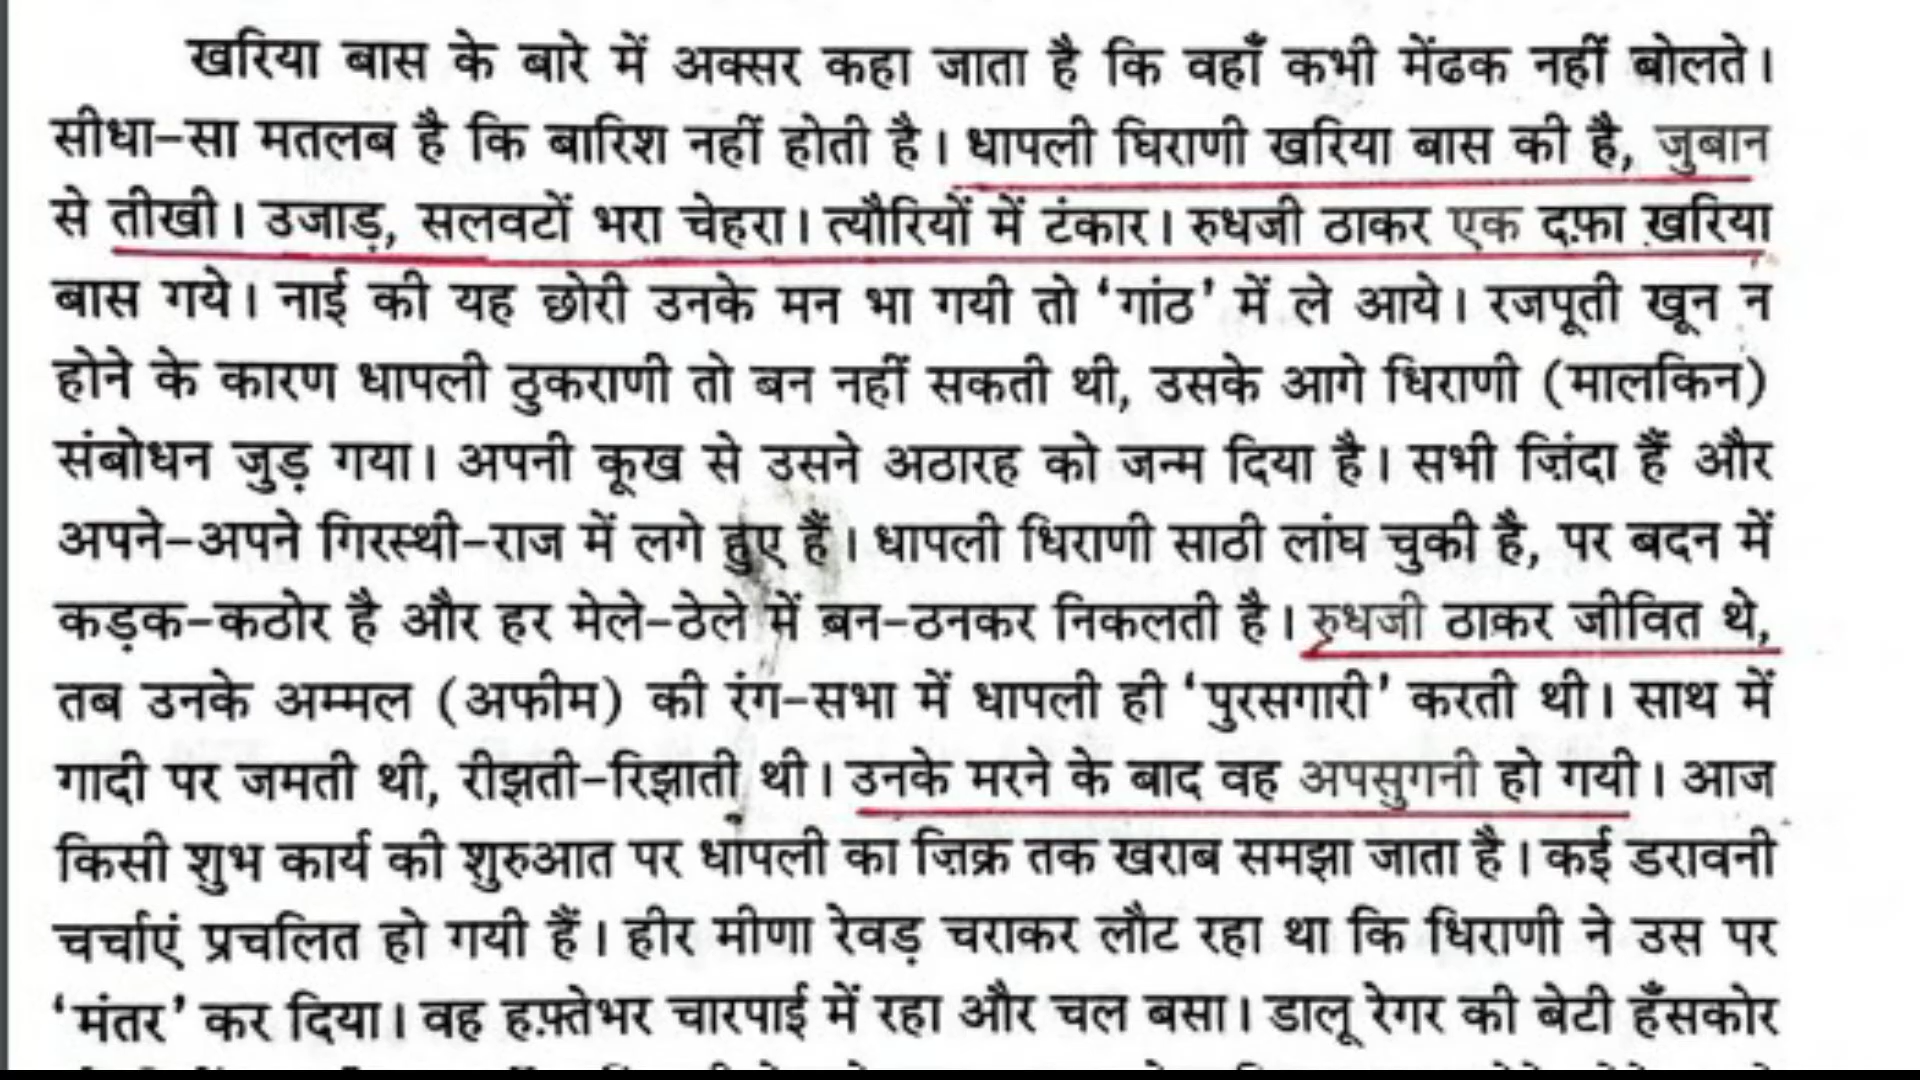 खरिया बास के बारे में अक्सर कहा जाता है कि वहाँ कभी मेंढक नहीं बोलते।
सीधा-सा मतलब है कि बारिश नहीं होती है। धापली घिराणी खरिया बास की है, जुबान
से तीखी। उजाड़, सलवटों भरा चेहरा। त्यौरियों में टंकार। रुधजी ठाकर एक दफ़ा खरिया
बास गये। नाई की यह छोरी उनके मन भा गयी तो ‘गांठ’ में ले आये। रजपूती खून न
होने के कारण धापली ठुकराणी तो बन नहीं सकती थी, उसके आगे धिराणी (मालकिन)
संबोधन जुड़ गया। अपनी कूख से उसने अठारह को जन्म दिया है। सभी ज़िंदा हैं और
अपने-अपने गिरस्थी-राज में लगे हुए हैं। धापली धिराणी साठी लांघ चुकी है, पर बदन में
कड़क-कठोर है और हर मेले-ठेले में बन-ठनकर निकलती है। रुधजी ठाकर जीवित थे,
तब उनके अम्मल (अफीम) की रंग-सभा में धापली ही ‘पुरसगारी’ करती थी। साथ में
गादी पर जमती थी, रीझती-रिझाती थी। उनके मरने के बाद वह अपसुगनी हो गयी। आज
किसी शुभ कार्य की शुरुआत पर धापली का ज़िक्र तक खराब समझा जाता है। कई डरावनी
चर्चाएं प्रचलित हो गयी हैं। हीर मीणा रेवड़ चराकर लौट रहा था कि धिराणी ने उस पर
‘मंतर’ कर दिया। वह हफ़्तेभर चारपाई में रहा और चल बसा। डालू रेगर की बेटी हँसकोर